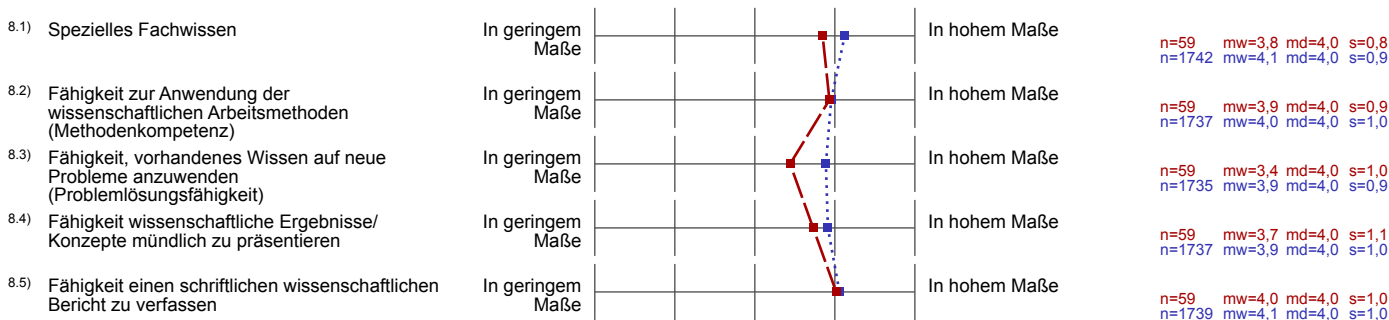 8.1) Spezielles Fachwissen In geringem Maße In hohem Maße
n=59 mw=3,8 md=4,0 s=0,8
n=1742 mw=4,1 md=4,0 s=0,9
8.2) Fähigkeit zur Anwendung der
wissenschaftlichen Arbeitsmethoden
(Methodenkompetenz)
In geringem
Maße
In hohem Maße
n=59 mw=3,9 md=4,0 s=0,9
n=1737 mw=4,0 md=4,0 s=1,0
8.3) Fähigkeit, vorhandenes Wissen auf neue
Probleme anzuwenden
(Problemlösungsfähigkeit)
In geringem
Maße
In hohem Maße
n=59 mw=3,4 md=4,0 s=1,0
n=1735 mw=3,9 md=4,0 s=0,9
8.4) Fähigkeit wissenschaftliche Ergebnisse/
Konzepte mündlich zu präsentieren
In geringem
Maße
In hohem Maße
n=59 mw=3,7 md=4,0 s=1,1
n=1737 mw=3,9 md=4,0 s=1,0
8.5) Fähigkeit einen schriftlichen wissenschaftlichen
Bericht zu verfassen
In geringem
Maße
In hohem Maße
n=59 mw=4,0 md=4,0 s=1,0
n=1739 mw=4,1 md=4,0 s=1,0